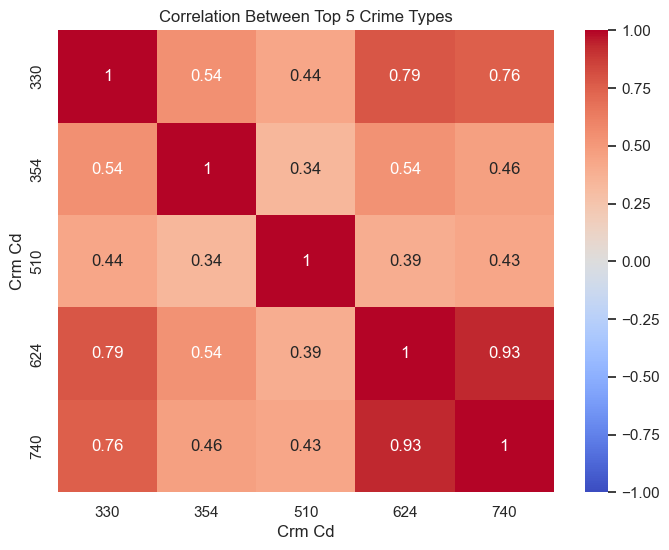 Correlation Between Top 5 Crime Types
330 1 0.54 0.44 0.79 0.76
354 0.54 1 0.34 0.54 0.46
510 0.44 0.34 1 0.39 0.43
624 0.79 0.54 0.39 1 0.93
740 0.76 0.46 0.43 0.93 1
Crm Cd
330 354 510 624 740
Crm Cd
1.00
0.75
0.50
0.25
0.00
−0.25
−0.50
−0.75
−1.00